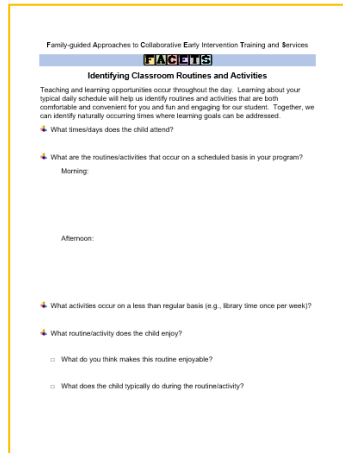 Family-guided Approaches to Collaborative Early Intervention Training and Services
FACETS
Identifying Classroom Routines and Activities
Teaching and learning opportunities occur throughout the day. Learning about your
typical daily schedule will help us identify routines and activities that are both
comfortable and convenient for you and fun and engaging for our student. Together, we
can identify naturally occurring times where learning goals can be addressed.
What times/days does the child attend?
What are the routines/activities that occur on a scheduled basis in your program?
Morning:
Afternoon:
What activities occur on a less than regular basis (e.g., library time once per week)?
What routine/activity does the child enjoy?
What do you think makes this routine enjoyable?
What does the child typically do during the routine/activity?